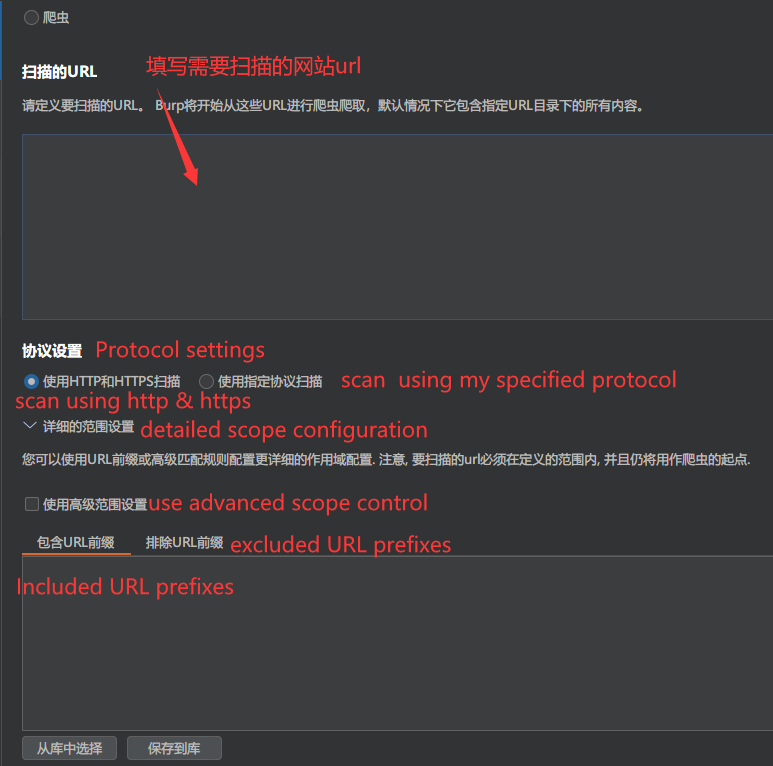 爬虫
扫描的URL 填写需要扫描的网站url
请定义要扫描的URL。 Burp将开始从这些URL进行爬虫爬取，默认情况下它包含指定URL目录下的所有内容。
协议设置 Protocol settings
使用HTTP和HTTPS扫描 使用指定协议扫描 scan using my specified protocol
scan using http & https
详细的范围设置 detailed scope configuration
您可以使用URL前缀或高级匹配规则配置更详细的作用域配置. 注意, 要扫描的url必须在定义的范围内, 并且仍将用作爬虫的起点.
使用高级范围设置 use advanced scope control
包含URL前缀 排除URL前缀 excluded URL prefixes
Included URL prefixes
从库中选择 保存到库